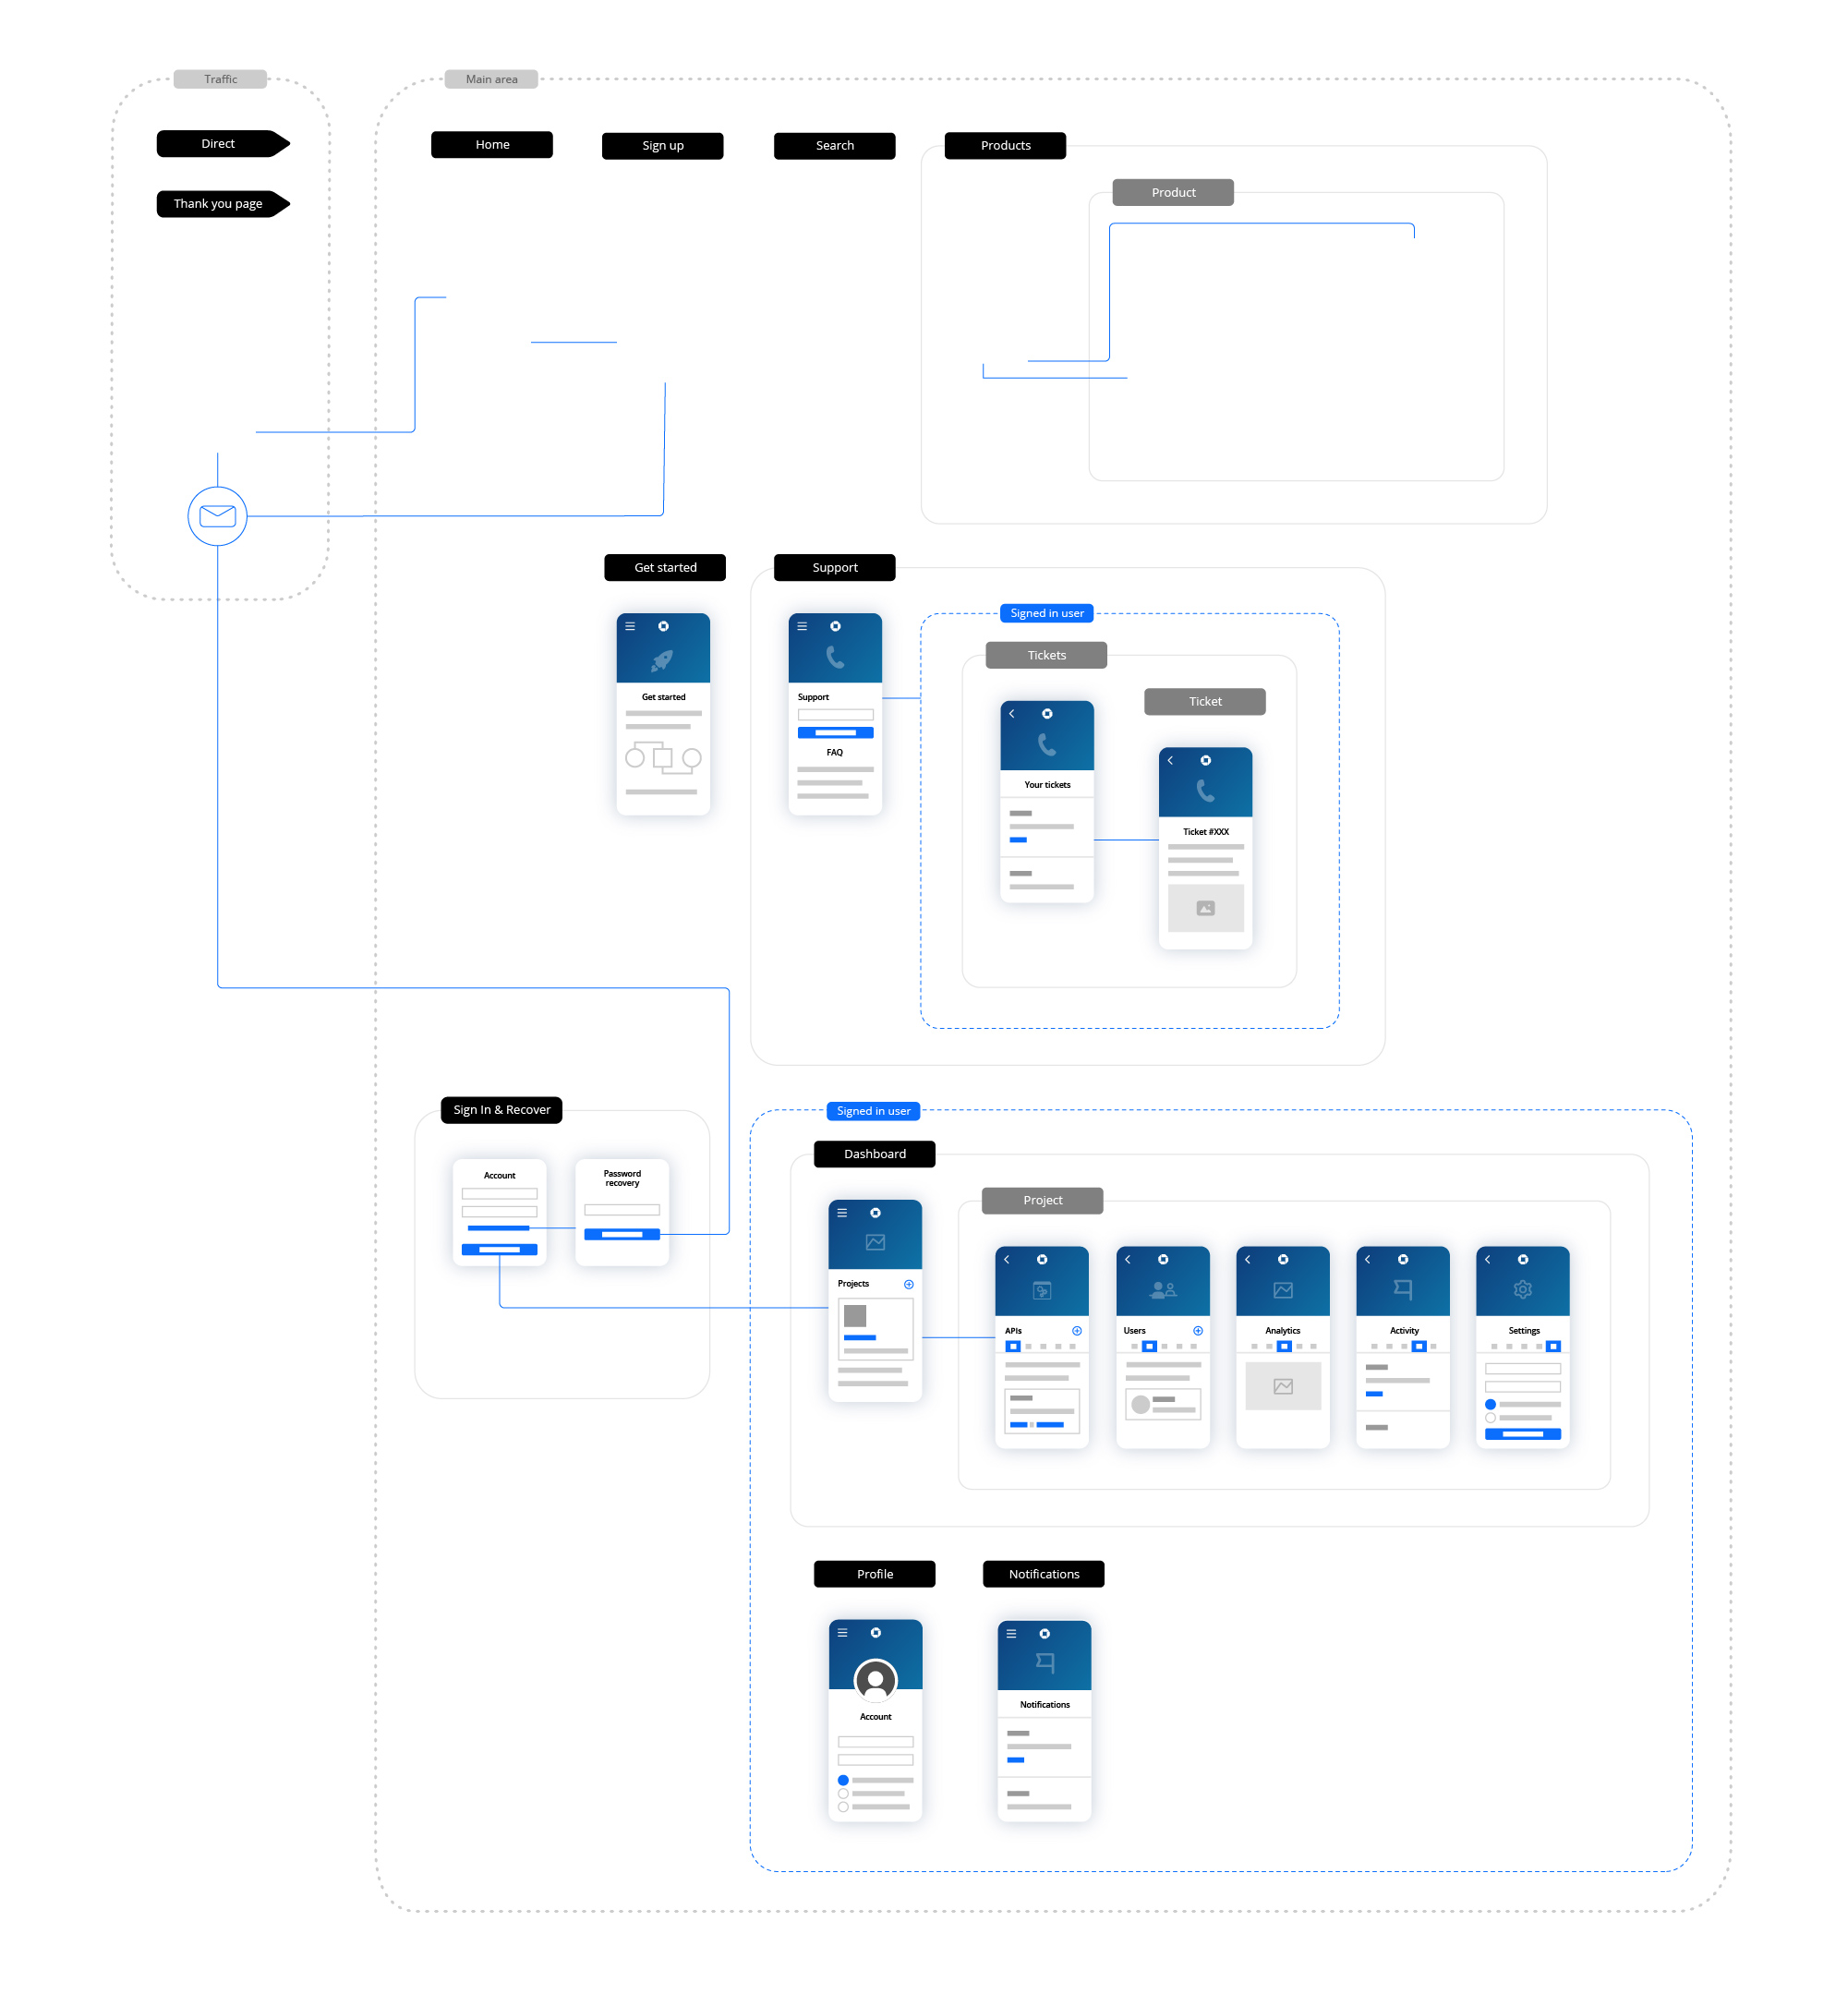 Traffic
Main area
Direct
Thank you page
Home
Sign up
Search
Products
Product
Get started
Support
Signed in user
Tickets
Ticket
Get started
Support
FAQ
Your tickets
Ticket #XXX
Sign In & Recover
Account
Password
recovery
Signed in user
Dashboard
Project
Projects
APIs
Users
Analytics
Activity
Settings
Profile
Notifications
Account
Notifications